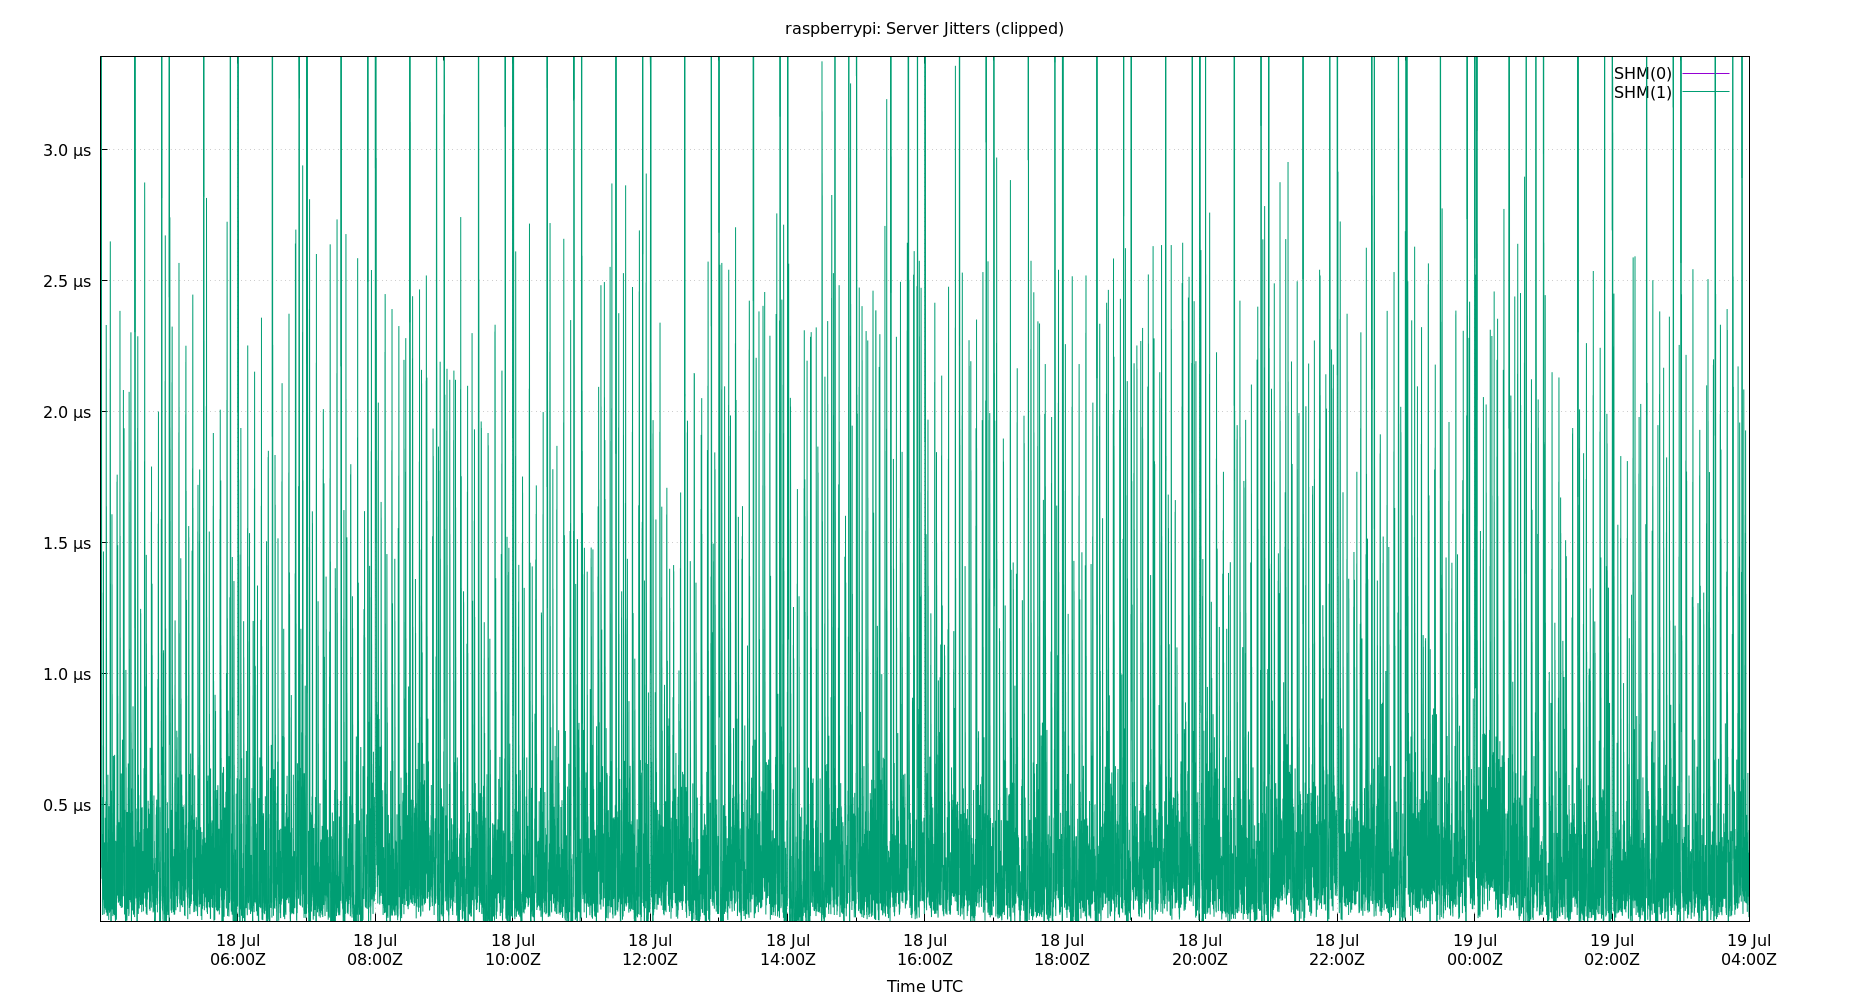 raspberrypi: Server Jitters (clipped)
SHM(0)
SHM(1)
3.0 µs
2.5 µs
2.0 µs
1.5 µs
1.0 µs
0.5 µs
18 Jul 18 Jul 18 Jul 18 Jul 18 Jul 18 Jul 18 Jul 18 Jul 18 Jul 19 Jul 19 Jul 19 Jul
06:00Z 08:00Z 10:00Z 12:00Z 14:00Z 16:00Z 18:00Z 20:00Z 22:00Z 00:00Z 02:00Z 04:00Z
Time UTC